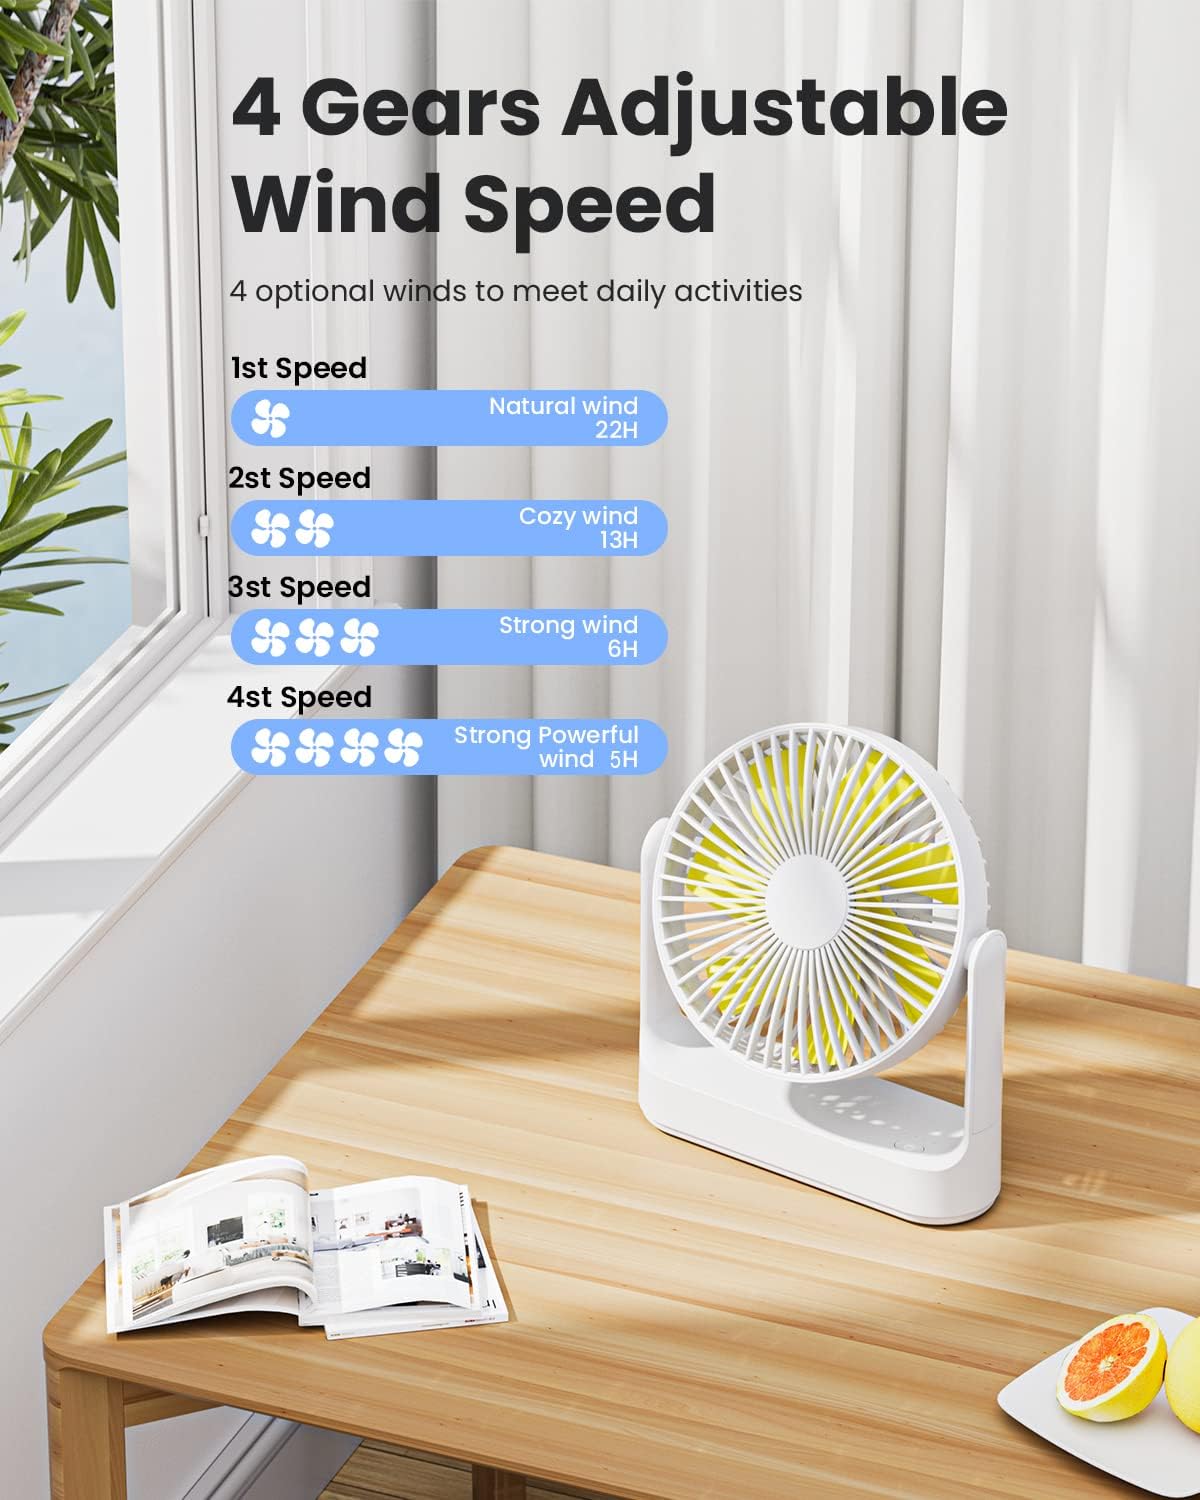 4 Gears Adjustable
Wind Speed
4 optional winds to meet daily activities
1st Speed
Natural wind
22H
2st Speed
Cozy wind
13H
3st Speed
Strong wind
6H
4st Speed
Strong Powerful
wind 5H